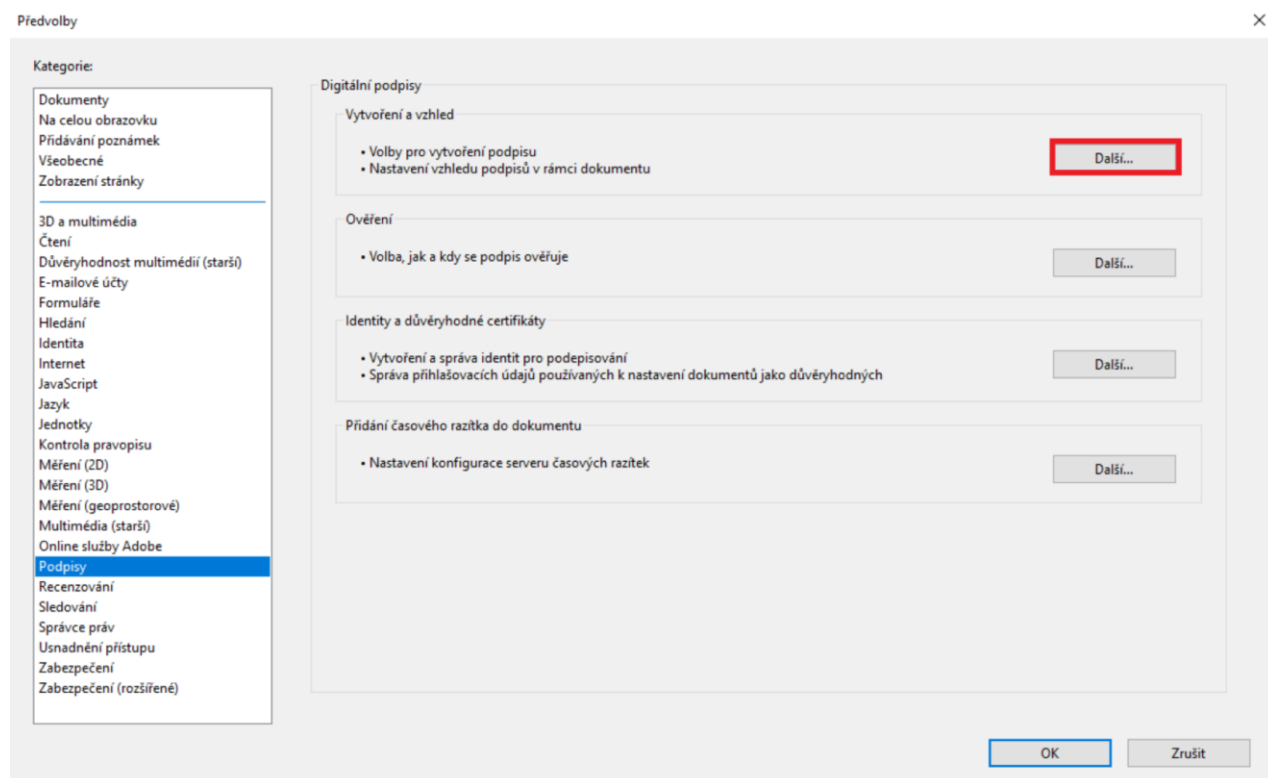 Předvolby
Kategorie:
Dokumenty
Na celou obrazovku
Přidávání poznámek
Všeobecné
Zobrazení stránky
3D a multimédia
Čtení
Důvěryhodnost multimédií (starší)
E-mailové účty
Formuláře
Hledání
Identita
Internet
JavaScript
Jazyk
Jednotky
Kontrola pravopisu
Měření (2D)
Měření (3D)
Měření (geoprostorové)
Multimédia (starší)
Online služby Adobe
Podpisy
Recenzování
Sledování
Správce práv
Usnadnění přístupu
Zabezpečení
Zabezpečení (rozšířené)
Digitální podpisy
Vytvoření a vzhled
• Volby pro vytvoření podpisu
• Nastavení vzhledu podpisů v rámci dokumentu
Další...
Ověření
• Volba, jak a kdy se podpis ověřuje
Další...
Identity a důvěryhodné certifikáty
• Vytvoření a správa identit pro podepisování
• Správa přihlašovacích údajů používaných k nastavení dokumentů jako důvěryhodných
Další...
Přidání časového razítka do dokumentu
• Nastavení konfigurace serveru časových razítek
Další...
OK
Zrušit